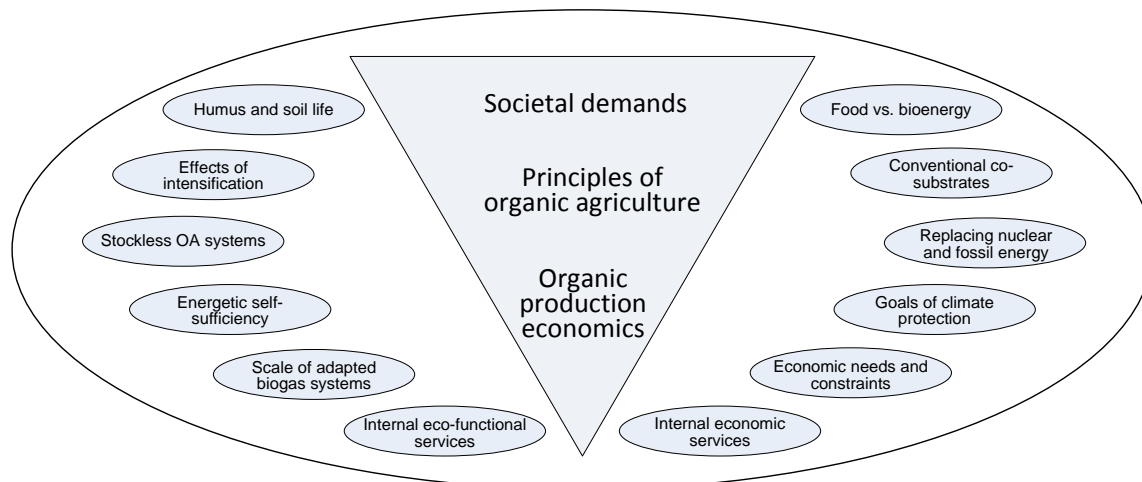 Societal demands
Principles of
organic agriculture
Organic
production
economics
Humus and soil life
Effects of
intensification
Stockless OA systems
Energetic self-
sufficiency
Scale of adapted
biogas systems
Internal eco-functional
services
Food vs. bioenergy
Conventional co-
substrates
Replacing nuclear
and fossil energy
Goals of climate
protection
Economic needs and
constraints
Internal economic
services